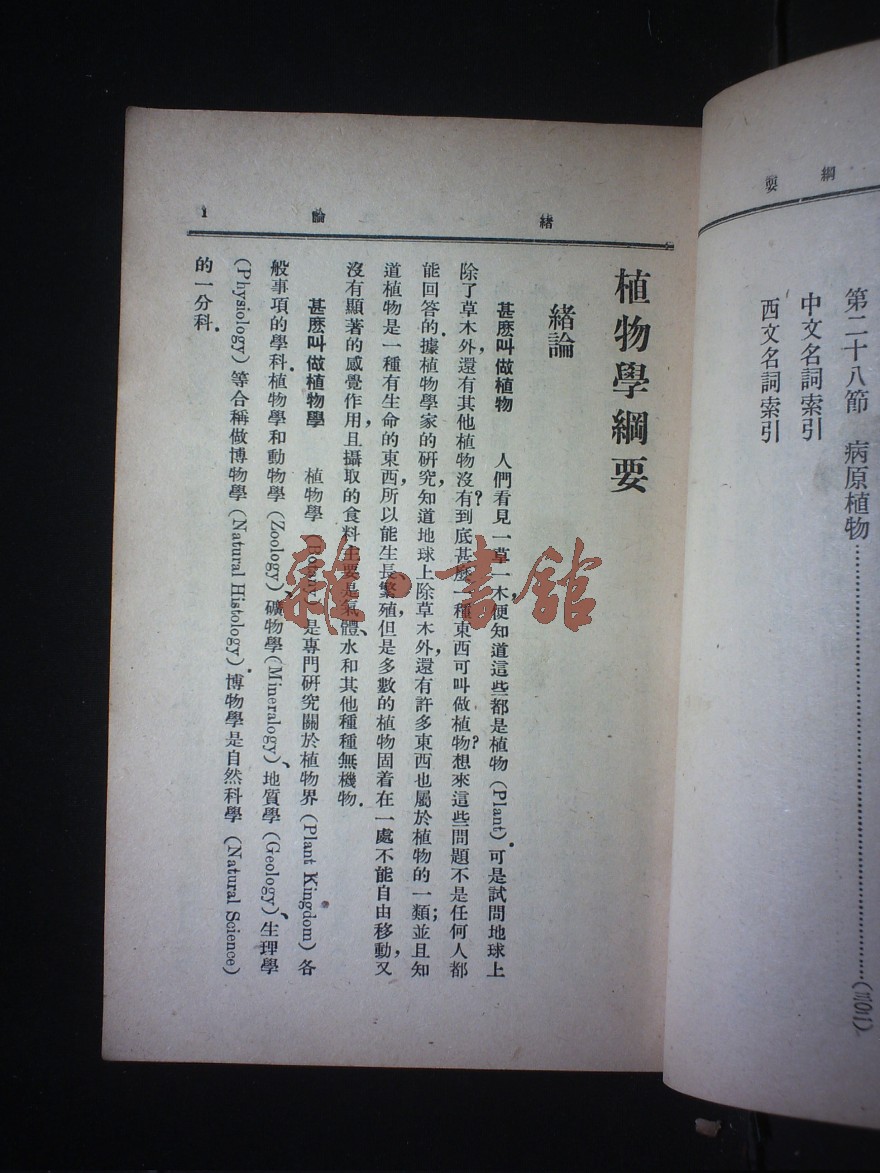 綱要
第二十八節 病原植物……(三〇二)
中文名詞索引
西文名詞索引
緒論 1
植物學綱要
緒論
甚麽叫做植物 人們看見一草一木,便知道這些都是植物(Plant).可是試問地球上
除了草木外,還有其他植物沒有?到底甚麽一種東西可叫做植物?想來這些問題不是任何人都
能回答的.據植物學家的研究,知道地球上除草木外,還有許多東西也屬於植物的一類;並且知
道植物是一種有生命的東西,所以能生長、繁殖,但是多數的植物固着在一處不能自由移動,又
沒有顯著的感覺作用,且攝取的食料主要是氣體、水和其他種種無機物.
甚麽叫做植物學 植物學(Botany)是專門研究關於植物界(Plant Kingdom)各
般事項的學科.植物學和動物學(Zoology)、礦物學(Mineralogy)、地質學(Geology)、生理學
(Physiology)等合稱做博物學(Natural Histology).博物學是自然科學(Natural Science)
的一分科.
雜·書館